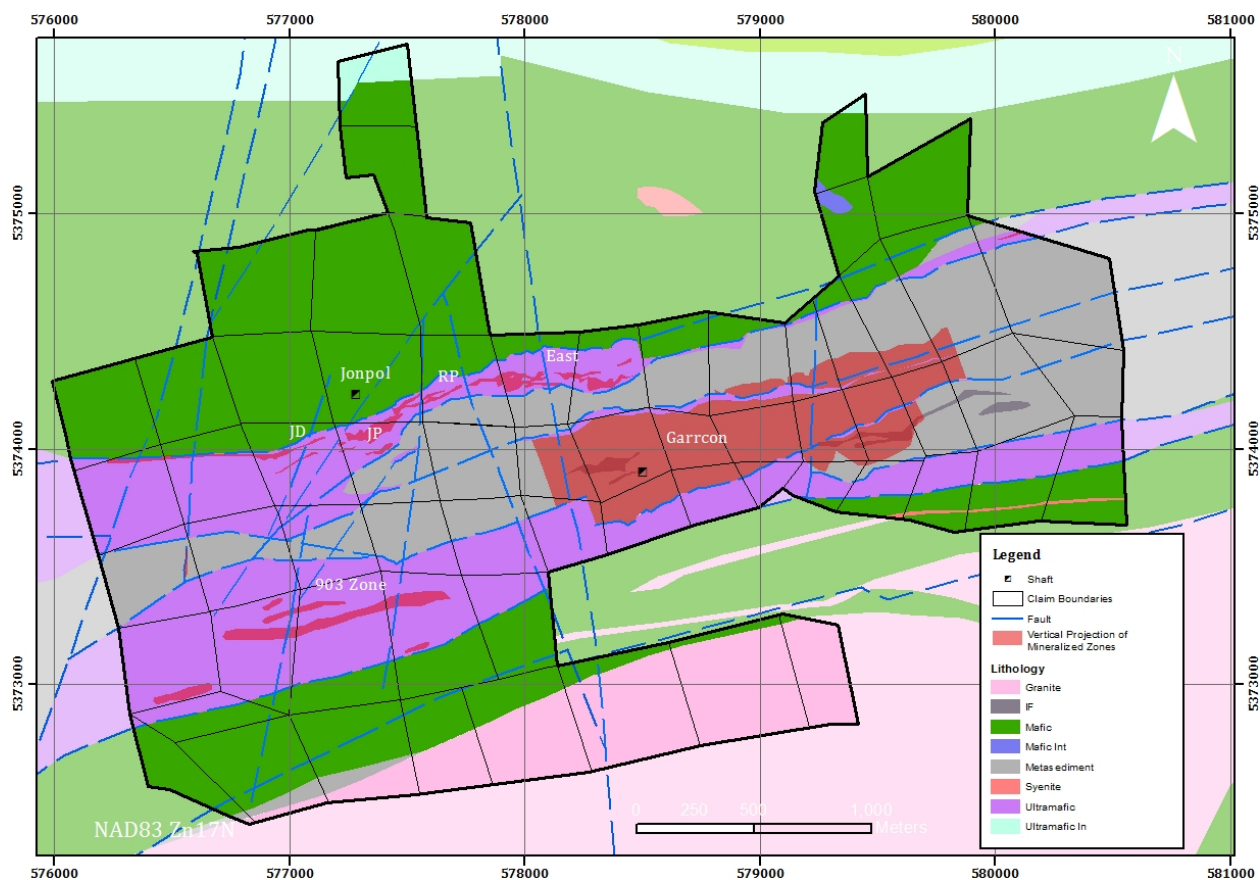 576000 577000 578000 579000 580000 581000
N
5375000 5375000
East
Jonpol
RP
JD JP
Garrcon
5374000 5374000
903 Zone
5373000 5373000
Legend
Shaft
Claim Boundaries
Fault
Vertical Projection of
Mineralized Zones
Lithology
Granite
IF
Mafic
Mafic Int
Metasediment
Syenite
Ultramafic
Ultramafic In
0 250 500 1 000
Meters
NAD83 Zn17N
576000 577000 578000 579000 580000 581000